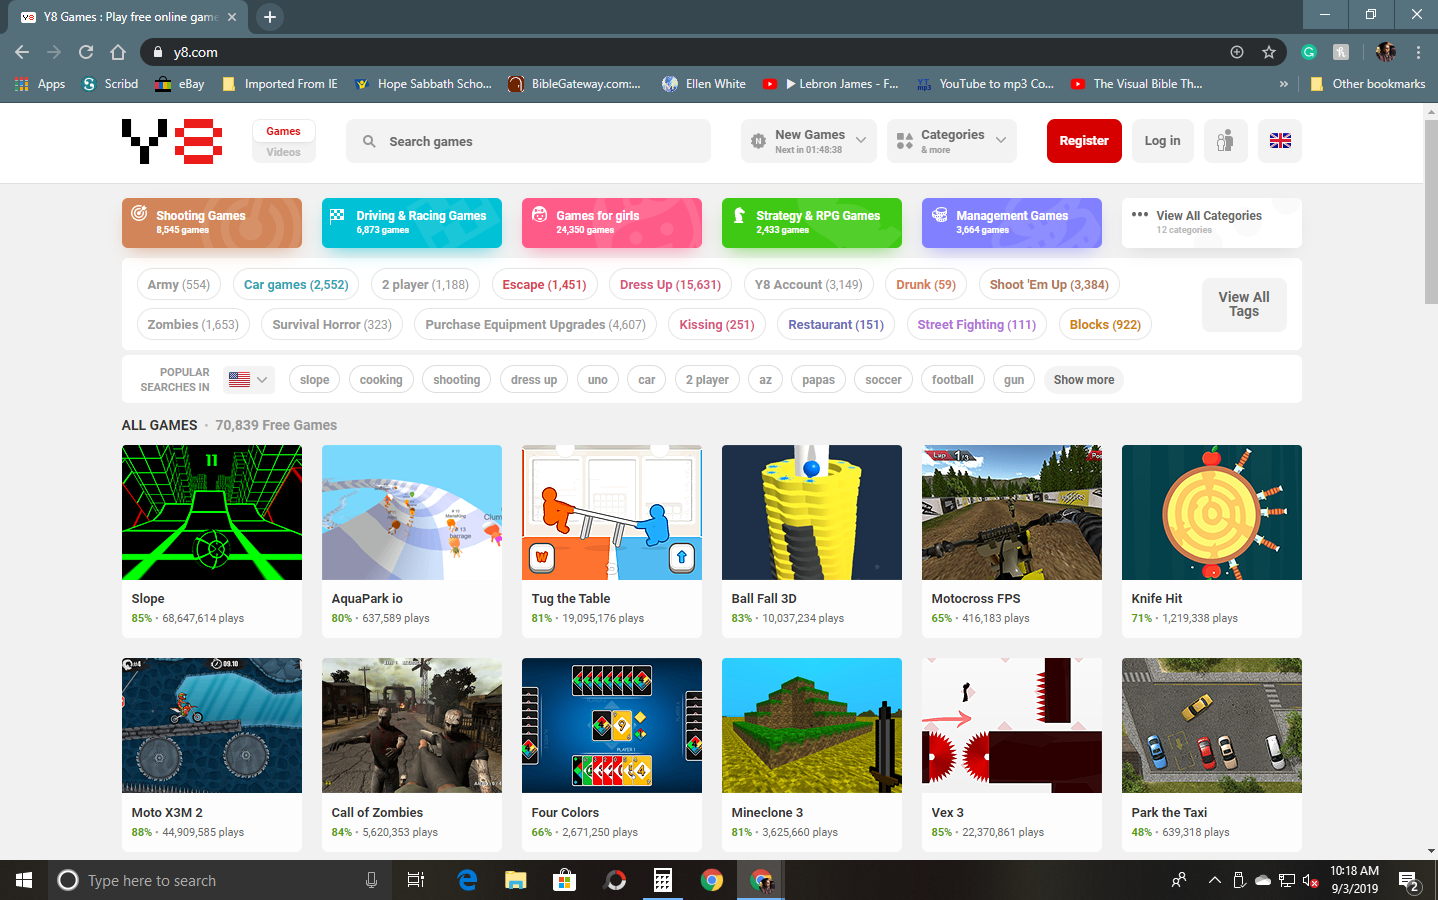 Y8 Games : Play free online game
y8.com
Apps
Scribd
eBay
Imported From IE
Hope Sabbath Scho...
BibleGateway.com:...
Ellen White
▶ Lebron James - F...
YouTube to mp3 Co...
The Visual Bible Th...
»
Other bookmarks
Y8
Games
Videos
Search games
New Games
Next in 01:48:38
Categories
& more
Register
Log in
Shooting Games
8,545 games
Driving & Racing Games
6,873 games
Games for girls
24,350 games
Strategy & RPG Games
2,433 games
Management Games
3,664 games
View All Categories
12 categories
Army (554)
Car games (2,552)
2 player (1,188)
Escape (1,451)
Dress Up (15,631)
Y8 Account (3,149)
Drunk (59)
Shoot 'Em Up (3,384)
Zombies (1,653)
Survival Horror (323)
Purchase Equipment Upgrades (4,607)
Kissing (251)
Restaurant (151)
Street Fighting (111)
Blocks (922)
View All
Tags
POPULAR
SEARCHES IN
slope
cooking
shooting
dress up
uno
car
2 player
az
papas
soccer
football
gun
Show more
ALL GAMES · 70,839 Free Games
11
W
Lap 1/3
Slope
85% · 68,647,614 plays
AquaPark io
80% · 637,589 plays
Tug the Table
81% · 19,095,176 plays
Ball Fall 3D
83% · 10,037,234 plays
Motocross FPS
65% · 416,183 plays
Knife Hit
71% · 1,219,338 plays
#4
09.10
PLAYER 1
Moto X3M 2
88% · 44,909,585 plays
Call of Zombies
84% · 5,620,353 plays
Four Colors
66% · 2,671,250 plays
Mineclone 3
81% · 3,625,660 plays
Vex 3
85% · 22,370,861 plays
Park the Taxi
48% · 639,318 plays
Type here to search
10:18 AM
9/3/2019
2